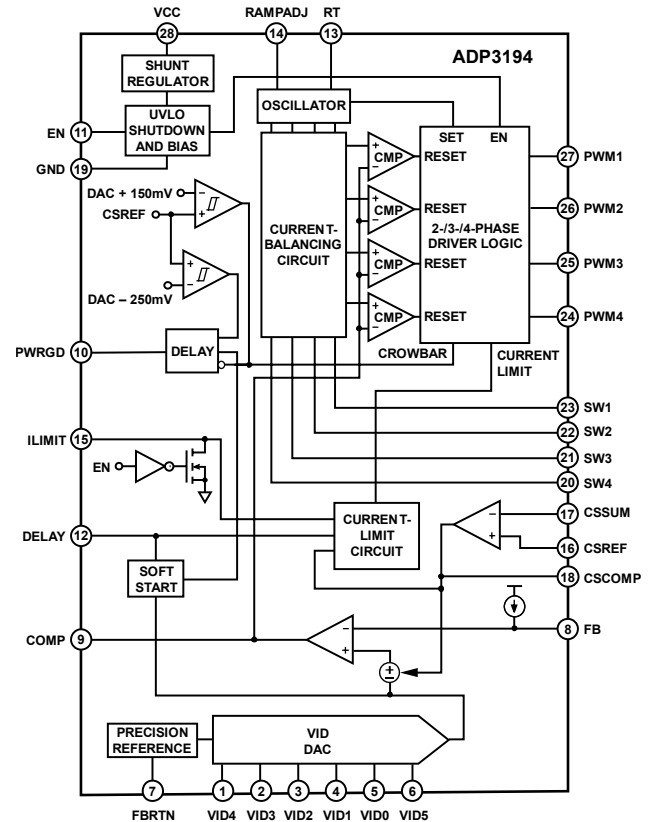 VCC
RAMPADJ
RT
28
14
13
ADP3194
SHUNT
REGULATOR
OSCILLATOR
EN
11
UVLO
SHUTDOWN
AND BIAS
GND
19
SET
EN
+
–
CMP
RESET
27
PWM1
DAC + 150mV
–
CSREF
+
+
–
CMP
RESET
26
PWM2
CURRENT-
BALANCING
CIRCUIT
2-/3-/4-PHASE
DRIVER LOGIC
+
–
DAC – 250mV
+
–
CMP
RESET
25
PWM3
+
–
CMP
RESET
24
PWM4
PWRGD
10
DELAY
CROWBAR
CURRENT
LIMIT
23
SW1
ILIMIT
15
22
SW2
EN
21
SW3
20
SW4
DELAY
12
CURRENT-
LIMIT
CIRCUIT
–
+
17
CSSUM
16
CSREF
SOFT
START
18
CSCOMP
COMP
9
–
+
8
FB
+
–
PRECISION
REFERENCE
VID
DAC
7
1
2
3
4
5
6
FBRTN
VID4
VID3
VID2
VID1
VID0
VID5